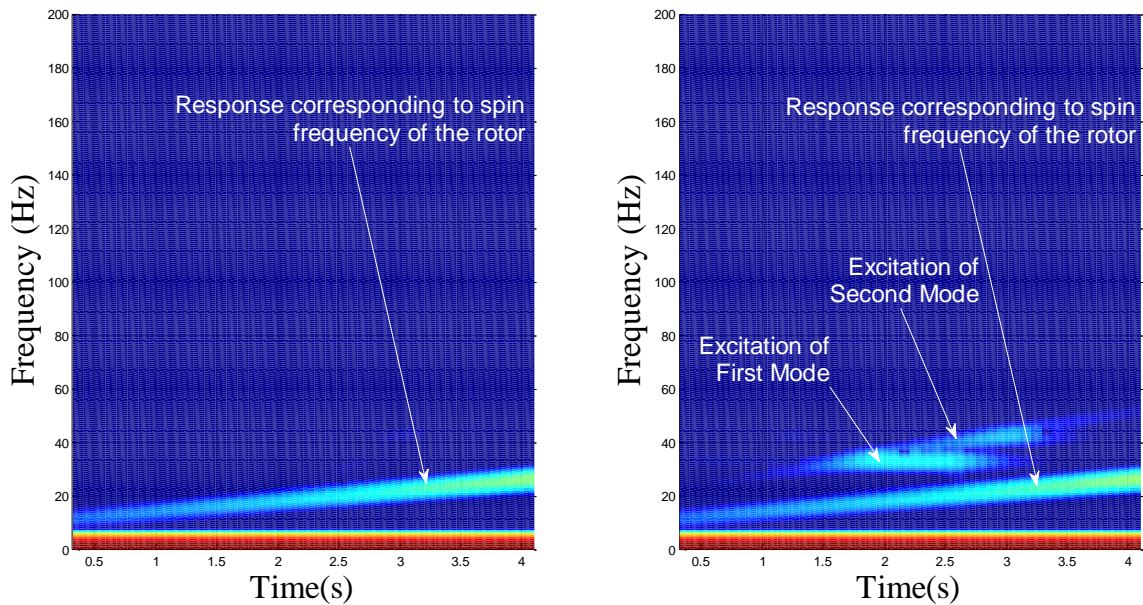 200
180
160
140
120
100
80
60
40
20
0
Frequency (Hz)
Response corresponding to spin
frequency of the rotor
0.5 1 1.5 2 2.5 3 3.5 4
Time(s)
200
180
160
140
120
100
80
60
40
20
0
Frequency (Hz)
Response corresponding to spin
frequency of the rotor
Excitation of
Second Mode
Excitation of
First Mode
0.5 1 1.5 2 2.5 3 3.5 4
Time(s)